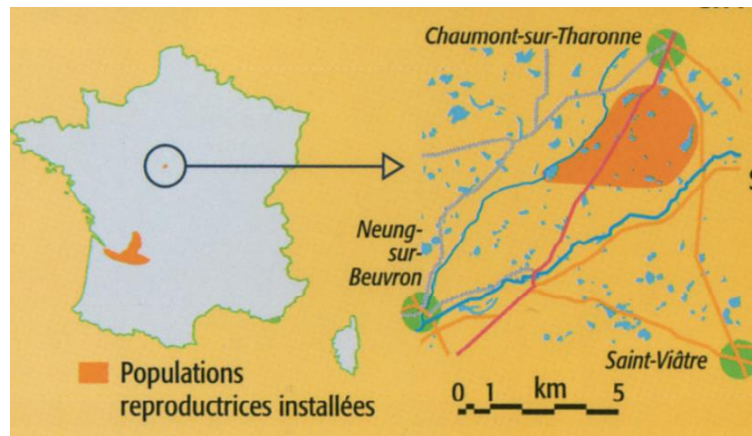 Chaumont-sur-Tharonne
Neung-
sur-
Beuvron
Saint-Viâtre
Populations
reproductrices installées
0 1 km 5